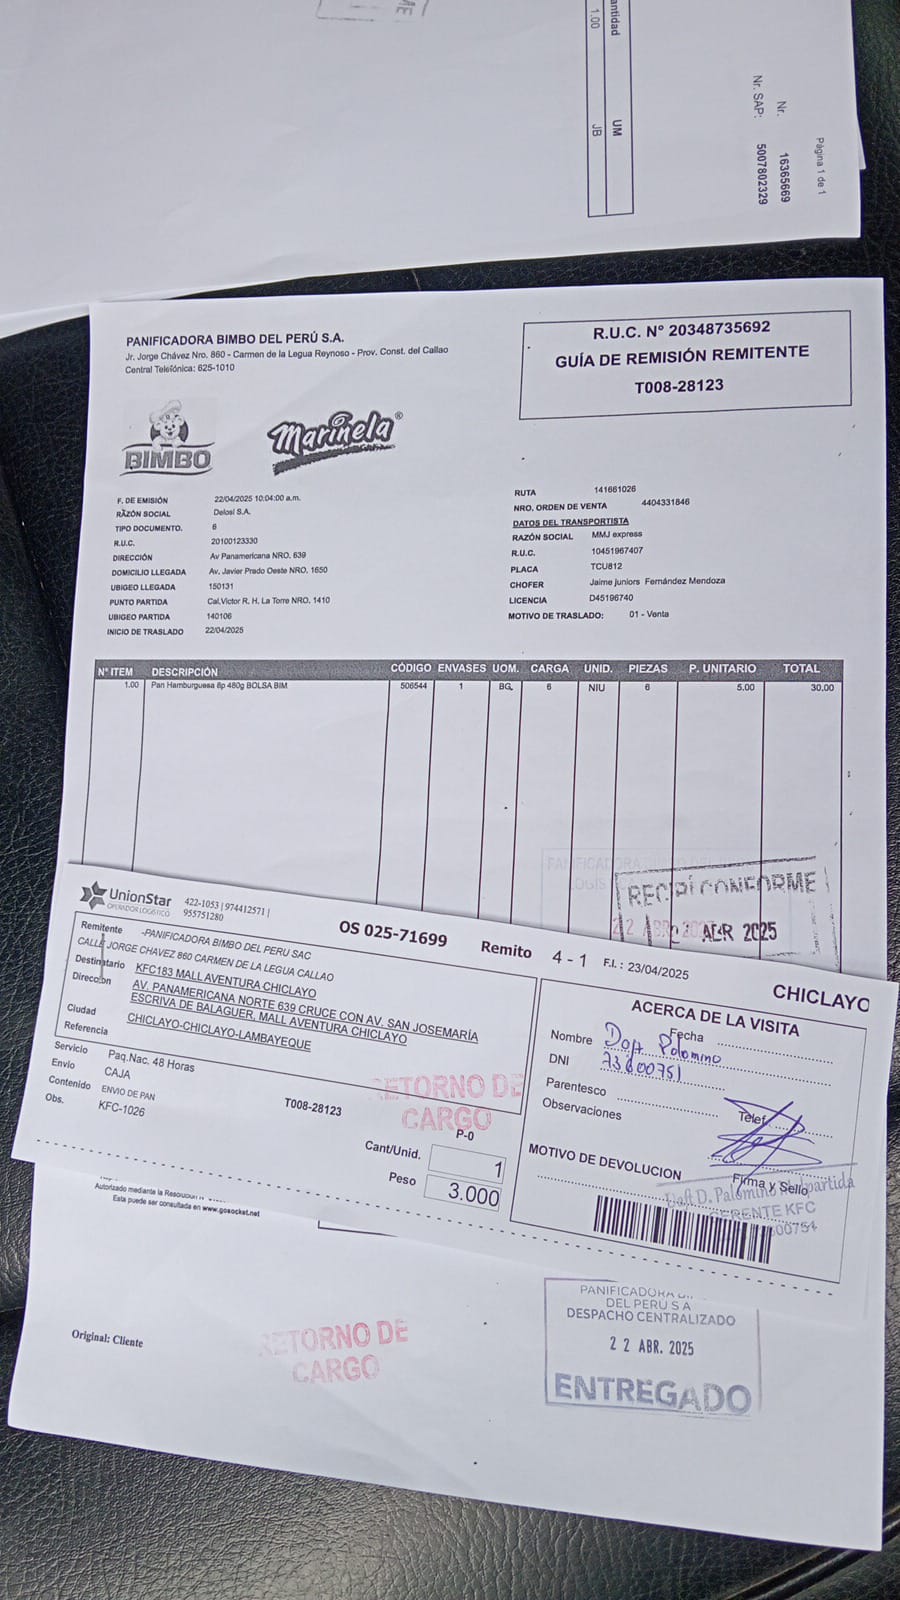 antidad
UM
1.00
JB
Página 1 de 1
Nr. 16365669
Nr. SAP: 5007802329
PANIFICADORA BIMBO DEL PERÚ S.A.
Jr. Jorge Chávez Nro. 860 - Carmen de la Legua Reynoso - Prov. Const. del Callao
Central Telefónica: 625-1010
R.U.C. Nº 20348735692
GUÍA DE REMISIÓN REMITENTE
T008-28123
BIMBO
Marinela®
F. DE EMISIÓN 22/04/2025 10:04:00 a.m.
RAZÓN SOCIAL Delosi S.A.
TIPO DOCUMENTO. 6
R.U.C. 20100123330
DIRECCIÓN Av Panamericana NRO. 639
DOMICILIO LLEGADA Av. Javier Prado Oeste NRO. 1650
UBIGEO LLEGADA 150131
PUNTO PARTIDA Cal.Victor R. H. La Torre NRO. 1410
UBIGEO PARTIDA 140106
INICIO DE TRASLADO 22/04/2025
RUTA 141661026
NRO. ORDEN DE VENTA 4404331846
DATOS DEL TRANSPORTISTA
RAZÓN SOCIAL MMJ express
R.U.C. 10451967407
PLACA TCU812
CHOFER Jaime juniors Fernández Mendoza
LICENCIA D45196740
MOTIVO DE TRASLADO: 01 - Venta
Nº ITEM DESCRIPCIÓN CÓDIGO ENVASES UOM. CARGA UNID. PIEZAS P. UNITARIO TOTAL
1.00 Pan Hamburguesa 8p 480g BOLSA BIM 506544 1 BG. 6 NIU 6 5.00 30.00
RECIBÍ CONFORME
ABR 2025
UnionStar
OPERADOR LOGÍSTICO
422-1053 | 974412571 |
955751280
OS 025-71699
Remito 4 - 1
F.I.: 23/04/2025
CHICLAYO
Remitente -PANIFICADORA BIMBO DEL PERU SAC
CALLE JORGE CHAVEZ 860 CARMEN DE LA LEGUA CALLAO
Destinatario KFC183 MALL AVENTURA CHICLAYO
Dirección AV. PANAMERICANA NORTE 639 CRUCE CON AV. SAN JOSEMARÍA
ESCRIVA DE BALAGUER, MALL AVENTURA CHICLAYO
Ciudad CHICLAYO-CHICLAYO-LAMBAYEQUE
Referencia
Servicio Paq.Nac. 48 Horas
Envio CAJA
Contenido ENVIO DE PAN
Obs. KFC-1026
T008-28123
RETORNO DE
CARGO
P-0
Cant/Unid. 1
Peso 3.000
ACERCA DE LA VISITA
Fecha
Nombre Palomino
DNI 73600751
Parentesco
Observaciones
Telef.
MOTIVO DE DEVOLUCION
Firma y Sello
D. Palomino
GERENTE KFC
Autorizado mediante la Resolución
Esta puede ser consultada en www.gosocket.net
Original: Cliente
RETORNO DE
CARGO
PANIFICADORA
DEL PERU S A
DESPACHO CENTRALIZADO
22 ABR. 2025
ENTREGADO